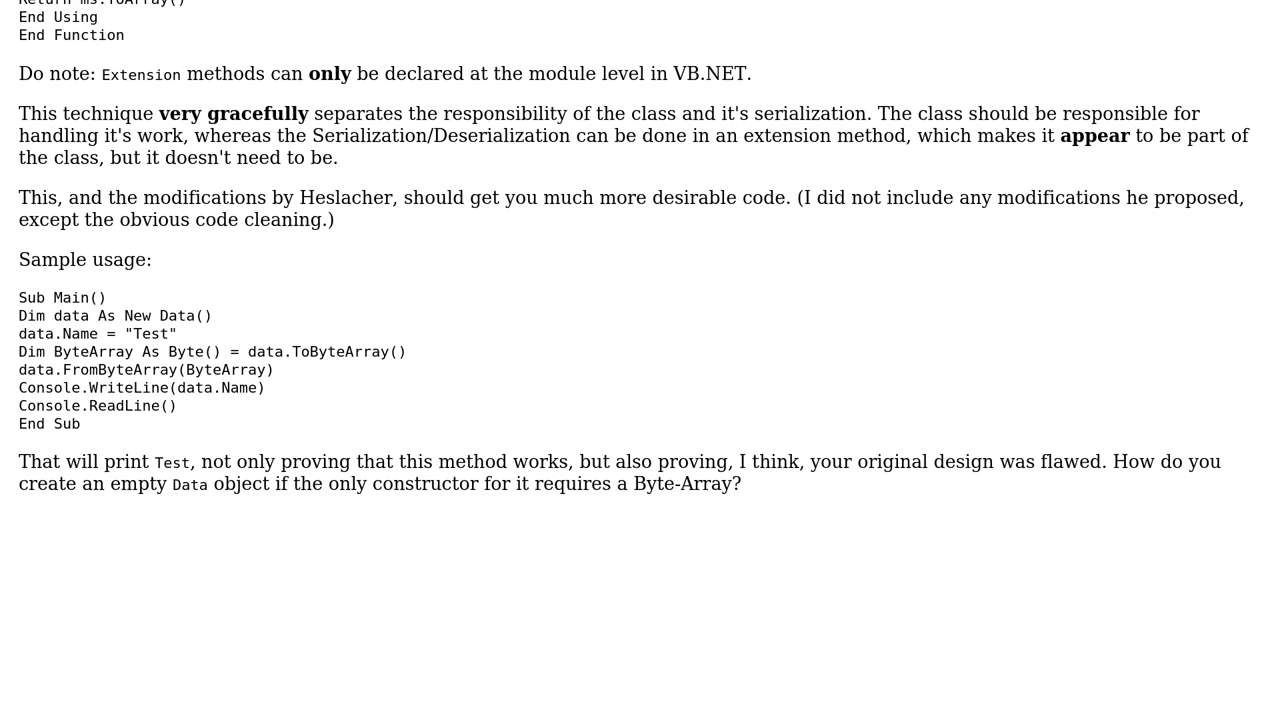 Return ms.ToArray()
End Using
End Function
Do note: Extension methods can only be declared at the module level in VB.NET.
This technique very gracefully separates the responsibility of the class and it's serialization. The class should be responsible for
handling it's work, whereas the Serialization/Deserialization can be done in an extension method, which makes it appear to be part of
the class, but it doesn't need to be.
This, and the modifications by Heslacher, should get you much more desirable code. (I did not include any modifications he proposed,
except the obvious code cleaning.)
Sample usage:
Sub Main()
Dim data As New Data()
data.Name = "Test"
Dim ByteArray As Byte() = data.ToByteArray()
data.FromByteArray(ByteArray)
Console.WriteLine(data.Name)
Console.ReadLine()
End Sub
That will print Test, not only proving that this method works, but also proving, I think, your original design was flawed. How do you
create an empty Data object if the only constructor for it requires a Byte-Array?